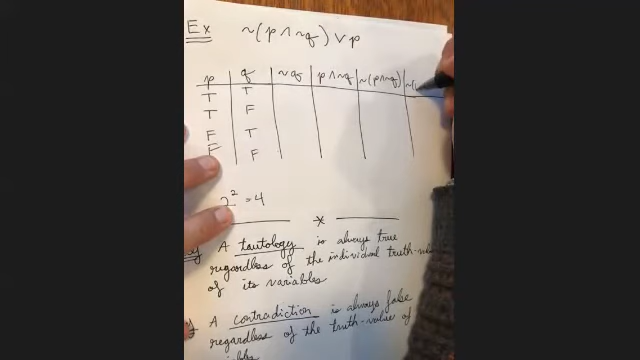 Ex ~(p∧~q) ∨ p
p q ~q p∧~q ~(p∧~q) ~(
T T
T F
F T
F F
2² = 4
*
A tautology is always true
regardless of the individual truth-value
of its variables
A contradiction is always false
regardless of the truth-value of